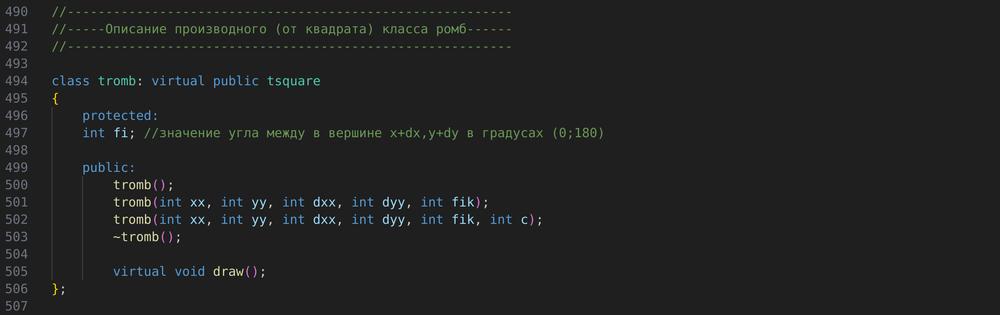 490 //----------------------------------------------------------
491 //-----Описание производного (от квадрата) класса ромб------
492 //----------------------------------------------------------
493
494 class tromb: virtual public tsquare
495 {
496     protected:
497     int fi; //значение угла между в вершине x+dx,y+dy в градусах (0;180)
498
499     public:
500         tromb();
501         tromb(int xx, int yy, int dxx, int dyy, int fik);
502         tromb(int xx, int yy, int dxx, int dyy, int fik, int c);
503         ~tromb();
504
505         virtual void draw();
506 };
507